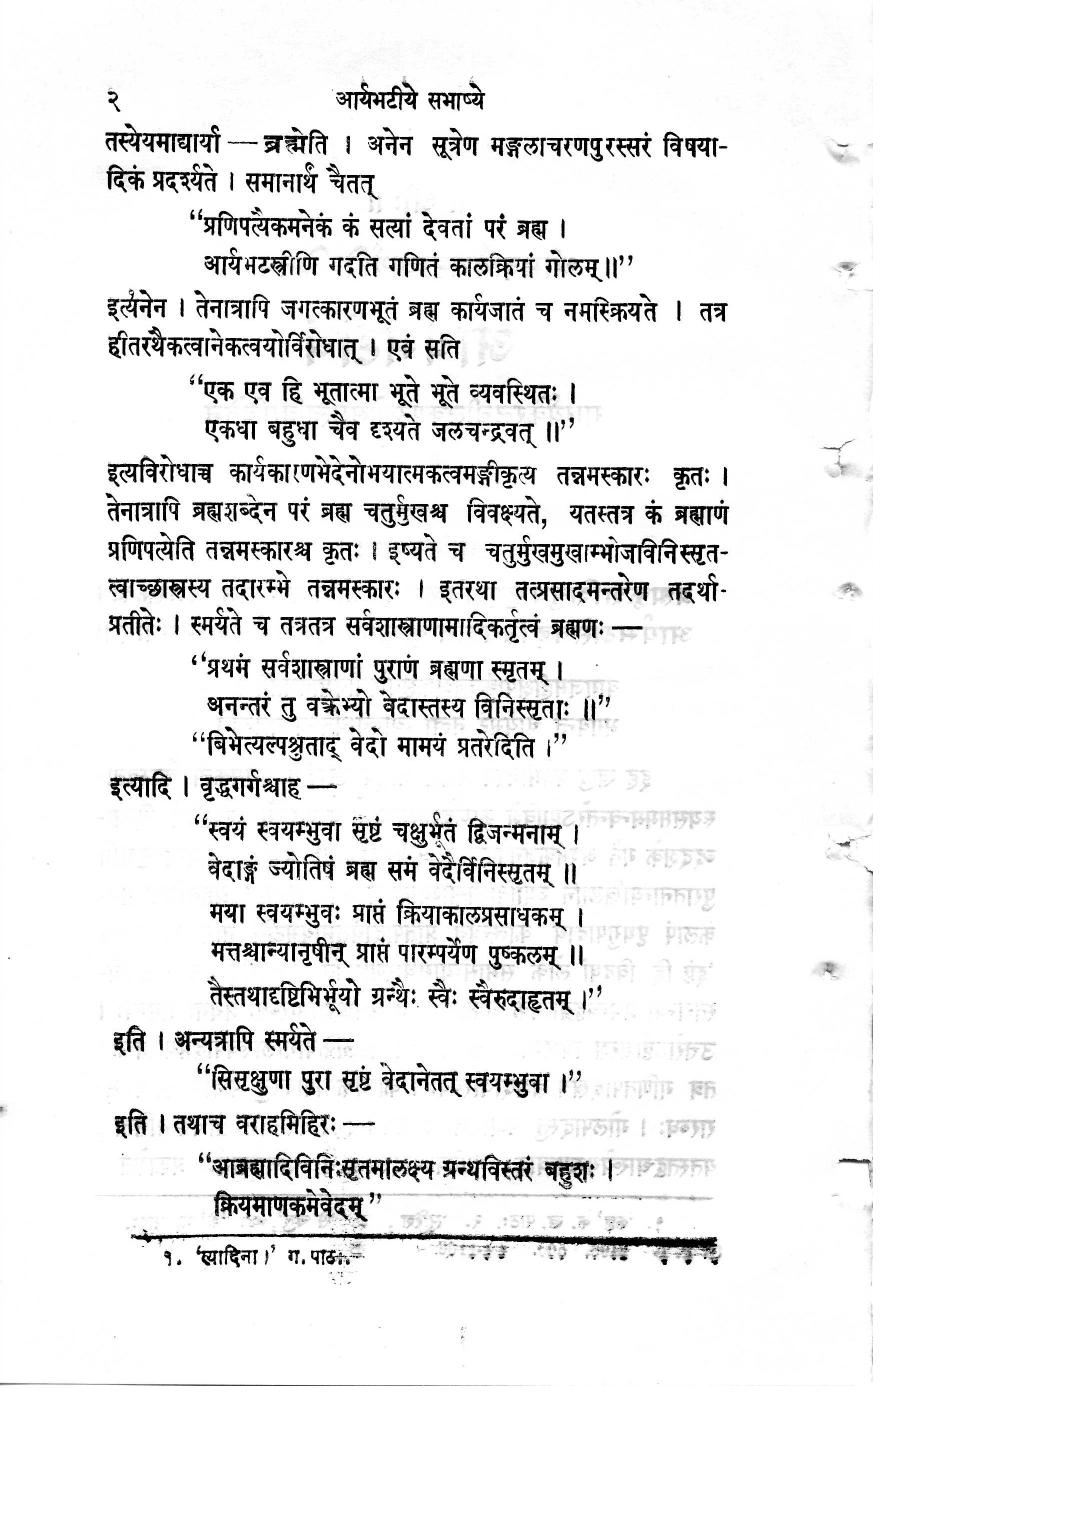 २ आर्यभटीये सभाष्ये
तस्येयमाद्यार्या — ब्रह्मेति । अनेन सूत्रेण मङ्गलाचरणपुरस्सरं विषया-
दिकं प्रदर्श्यते । समानार्थं चैतत्
“प्रणिपत्यैकमनेकं कं सत्यां देवतां परं ब्रह्म ।
आर्यभटस्त्रीणि गदति गणितं कालक्रियां गोलम् ॥”
इत्यनेन । तेनात्रापि जगत्कारणभूतं ब्रह्म कार्यजातं च नमस्क्रियते । तत्र
हीतरथैकत्वानेकत्वयोर्विरोधात् । एवं सति
“एक एव हि भूतात्मा भूते भूते व्यवस्थितः ।
एकधा बहुधा चैव दृश्यते जलचन्द्रवत् ॥”
इत्यविरोधाच्च कार्यकारणभेदेनोभयात्मकत्वमङ्गीकृत्य तन्नमस्कारः कृतः ।
तेनात्रापि ब्रह्मशब्देन परं ब्रह्म चतुर्मुखश्च विवक्ष्यते, यतस्तत्र कं ब्रह्माणं
प्रणिपत्येति तन्नमस्कारश्च कृतः । इष्यते च चतुर्मुखमुखाम्भोजविनिस्सृत-
त्वाच्छास्त्रस्य तदारम्भे तन्नमस्कारः । इतरथा तत्प्रसादमन्तरेण तदर्था-
प्रतीतेः । स्मर्यते च तत्रतत्र सर्वशास्त्राणामादिकर्तृत्वं ब्रह्मणः —
“प्रथमं सर्वशास्त्राणां पुराणं ब्रह्मणा स्मृतम् ।
अनन्तरं तु वक्त्रेभ्यो वेदास्तस्य विनिस्सृताः ॥”
“बिभेत्यल्पश्रुताद् वेदो मामयं प्रतरेदिति ।”
इत्यादि । वृद्धगर्गश्चाह —
“स्वयं स्वयम्भुवा सृष्टं चक्षुर्भूतं द्विजन्मनाम् ।
वेदाङ्गं ज्योतिषं ब्रह्म समं वेदैर्विनिस्सृतम् ॥
मया स्वयम्भुवः प्राप्तं क्रियाकालप्रसाधकम् ।
मत्तश्चान्यानृषीन् प्राप्तं पारम्पर्येण पुष्कलम् ॥
तैस्तथादृष्टिभिर्भूयो ग्रन्थैः स्वैः स्वैरुदाहृतम् ।”
इति । अन्यत्रापि स्मर्यते —
“सिसृक्षुणा पुरा सृष्टं वेदानेतत् स्वयम्भुवा ।”
इति । तथाच वराहमिहिरः —
“आब्रह्मादिविनिःसृतमालक्ष्य ग्रन्थविस्तरं बहुशः ।
क्रियमाणकमेवेदम्”
१. ‘त्यादिना।’ ग. पाठः.